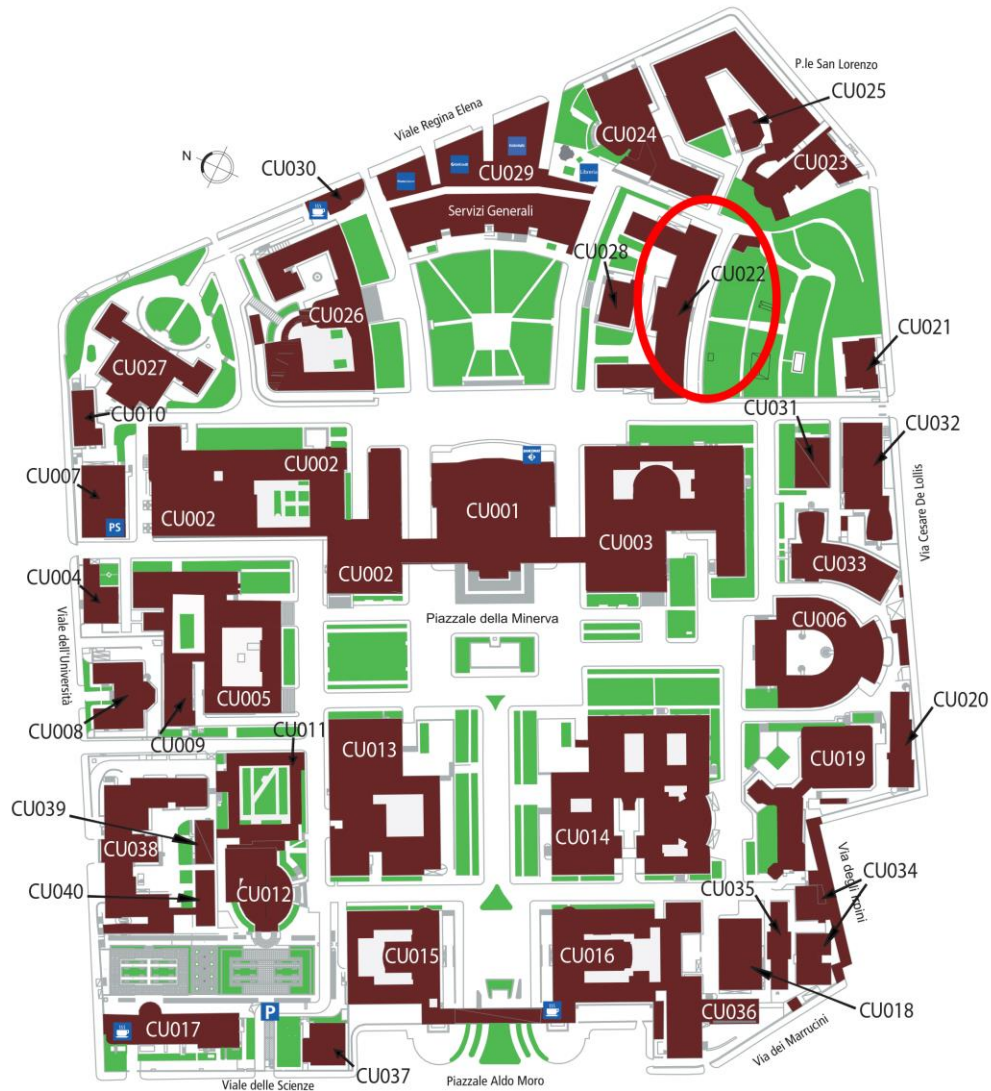 P.le San Lorenzo
CU025
Viale Regina Elena
CU024
CU023
N
CU030
CU029
Libreria
Servizi Generali
CU028
CU022
CU026
CU021
CU027
CU010
CU031
CU032
CU002
CU007
CU001
CU002
CU003
PS
Via Cesare De Lollis
CU033
CU004
CU002
Piazzale della Minerva
CU006
Viale dell'Università
CU005
CU008
CU009
CU011
CU020
CU013
CU019
CU039
CU038
CU014
CU034
CU040
CU012
CU035
Via degli
CU015
CU016
P
CU036
CU018
CU017
Via dei Marrucini
CU037
Viale delle Scienze
Piazzale Aldo Moro